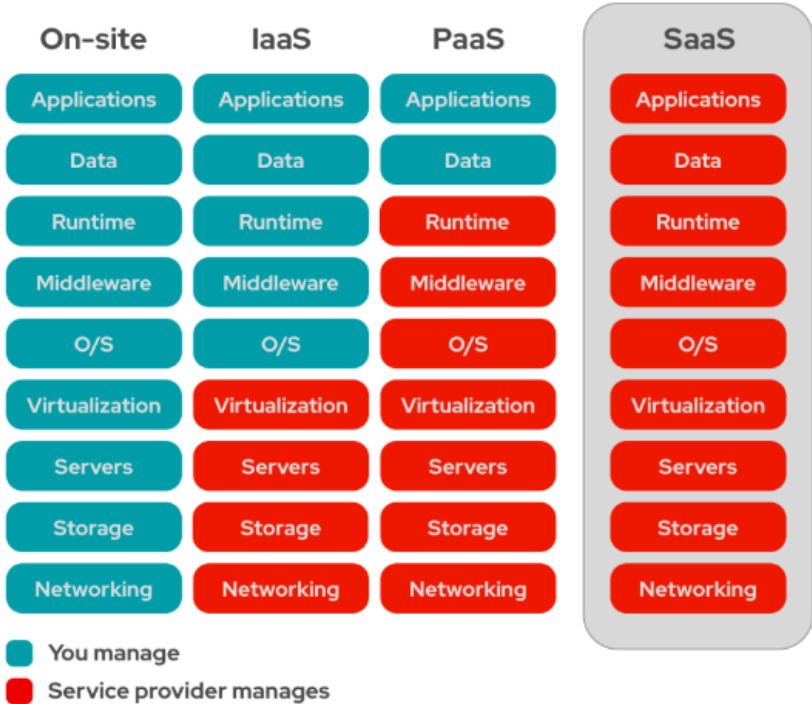 On-site IaaS PaaS SaaS
Applications Applications Applications Applications
Data Data Data Data
Runtime Runtime Runtime Runtime
Middleware Middleware Middleware Middleware
O/S O/S O/S O/S
Virtualization Virtualization Virtualization Virtualization
Servers Servers Servers Servers
Storage Storage Storage Storage
Networking Networking Networking Networking
You manage
Service provider manages